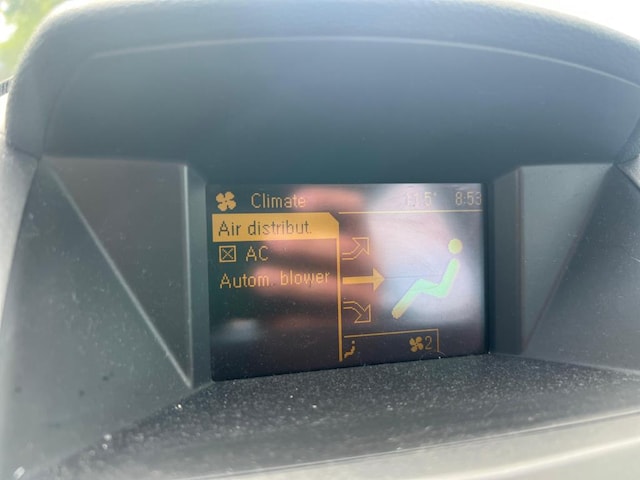 Climate
8:53
Air distribut.
AC
Autom. blower
2